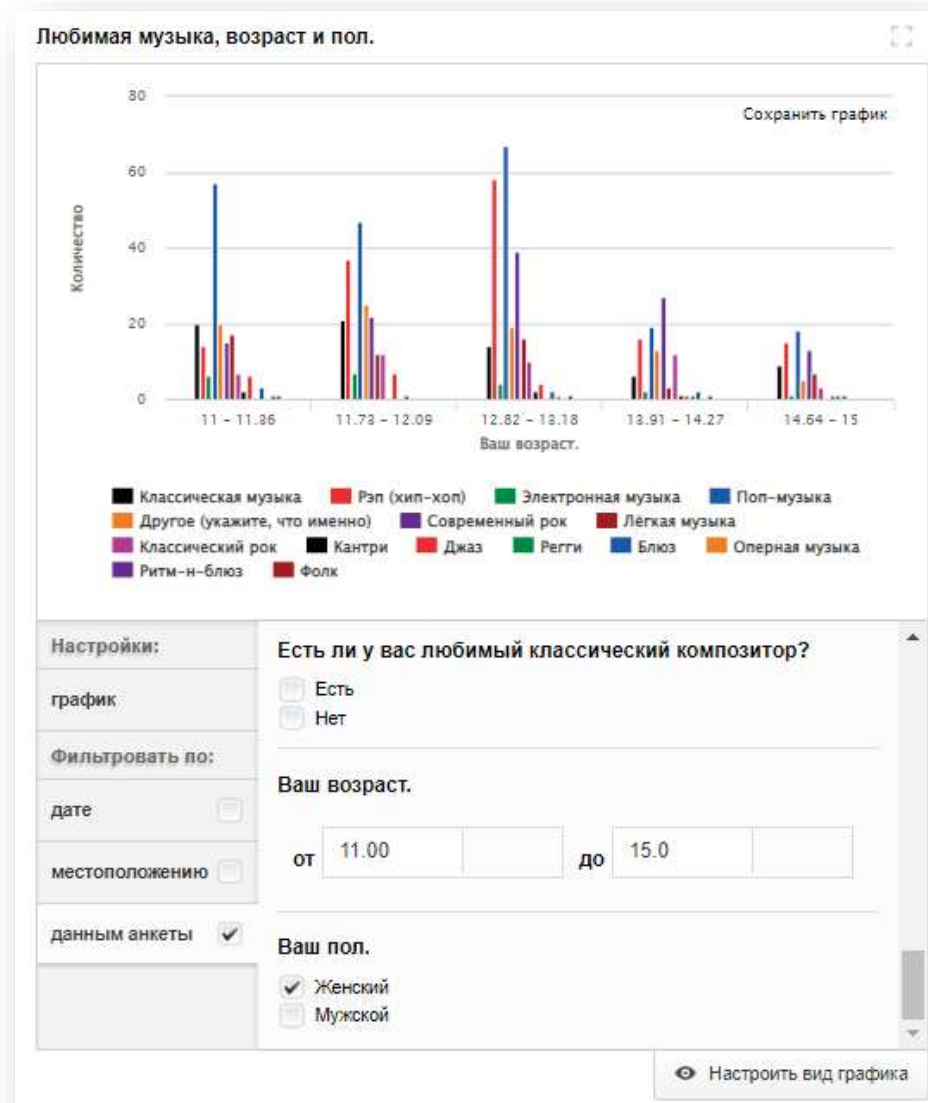 Любимая музыка, возраст и пол.
80
Сохранить график
60
40
20
0
Количество
11 – 11.36 11.73 – 12.09 12.82 – 13.18 13.91 – 14.27 14.64 – 15
Ваш возраст.
Классическая музыка Рэп (хип-хоп) Электронная музыка Поп-музыка
Другое (укажите, что именно) Современный рок Лёгкая музыка
Классический рок Кантри Джаз Регги Блюз Оперная музыка
Ритм-н-блюз Фолк
Настройки:
график
Фильтровать по:
дате
местоположению
данным анкеты
Есть ли у вас любимый классический композитор?
Есть
Нет
Ваш возраст.
от 11.00 до 15.0
Ваш пол.
Женский
Мужской
Настроить вид графика